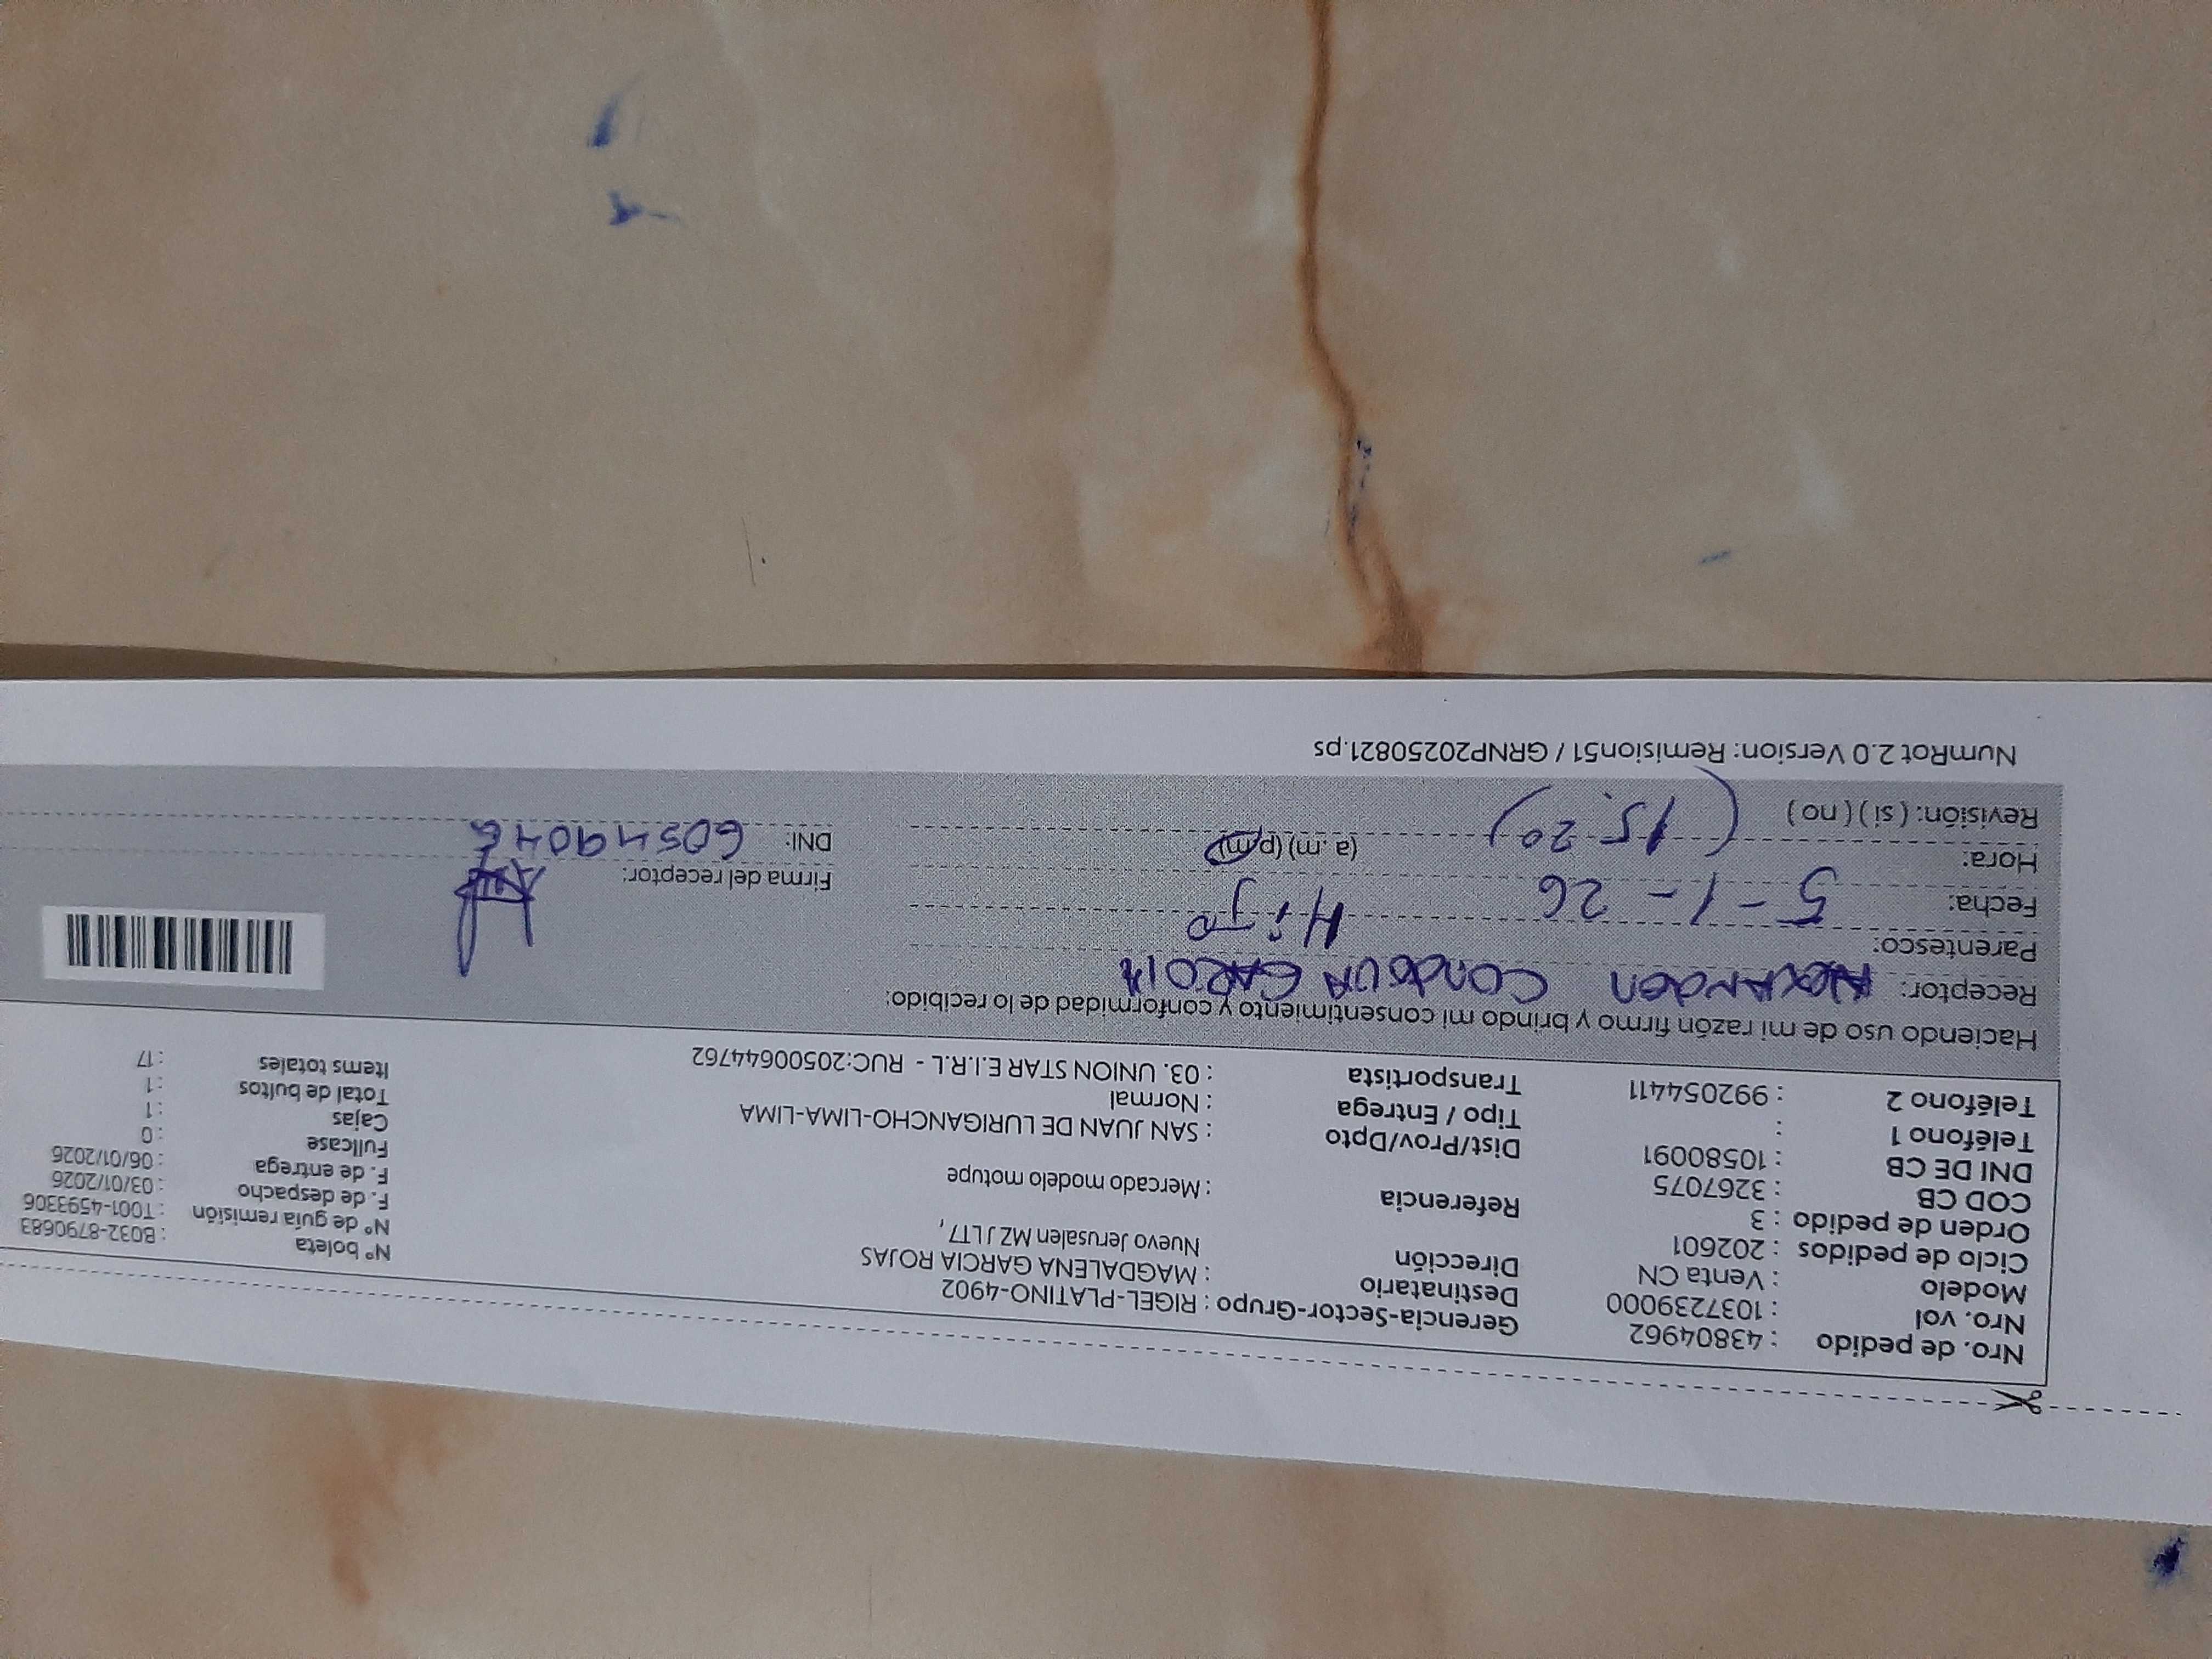 Nro. de pedido : 43804962
Nro. vol : 1037239000
Modelo : Venta CN
Ciclo de pedidos : 202601
Orden de pedido : 3
COD CB : 3267075
DNI DE CB : 10580091
Teléfono 1 :
Teléfono 2 : 992054411
Gerencia-Sector-Grupo : RIGEL-PLATINO-4902
Destinatario : MAGDALENA GARCIA ROJAS
Dirección Nuevo Jerusalen MZ J LT7,
Referencia : Mercado modelo motupe
Dist/Prov/Dpto : SAN JUAN DE LURIGANCHO-LIMA-LIMA
Tipo / Entrega : Normal
Transportista : 03. UNION STAR E.I.R.L - RUC:20500644762
Nº boleta : B032-8790683
Nº de guía remisión : T001-4593306
F. de despacho : 03/01/2026
F. de entrega : 06/01/2026
Fullcase : 0
Cajas : 1
Total de bultos : 1
Items totales : 17
Haciendo uso de mi razón firmo y brindo mi consentimiento y conformidad de lo recibido:
Receptor: GARCIA
Parentesco: Hijo
Fecha: 5-1-26
Hora: (15:20) (a. m) (p.m)
Revisión: ( si ) ( no )
Firma del receptor:
DNI:
NumRot 2.0 Version: Remision51 / GRNP20250821.ps